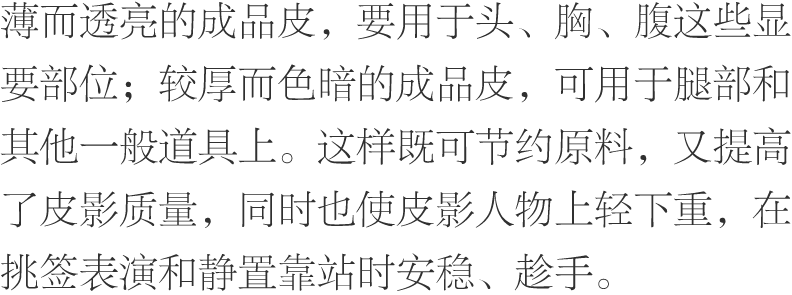 薄而透亮的成品皮，要用于头、胸、腹这些显
要部位；较厚而色暗的成品皮，可用于腿部和
其他一般道具上。这样既可节约原料，又提高
了皮影质量，同时也使皮影人物上轻下重，在
挑签表演和静置靠站时安稳、趁手。